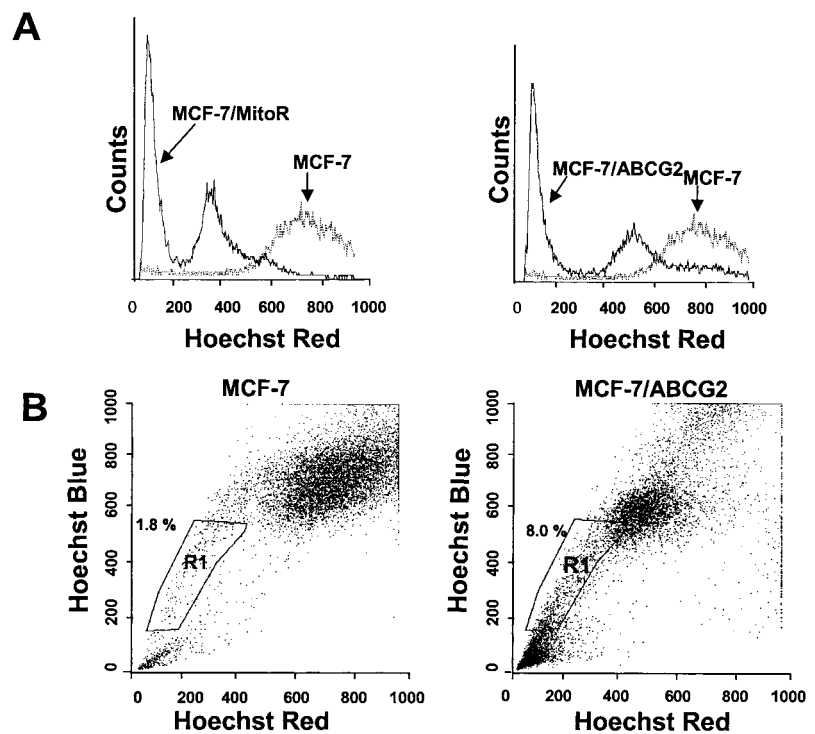 A
MCF-7/MitoR
MCF-7
Counts
0 200 400 600 800 1000
Hoechst Red
MCF-7/ABCG2
MCF-7
Counts
0 200 400 600 800 1000
Hoechst Red
B
MCF-7
1000
800
600
400
200
0
Hoechst Blue
1.8 %
R1
0 200 400 600 800 1000
Hoechst Red
MCF-7/ABCG2
1000
800
600
400
200
0
Hoechst Blue
8.0 %
R1
0 200 400 600 800 1000
Hoechst Red